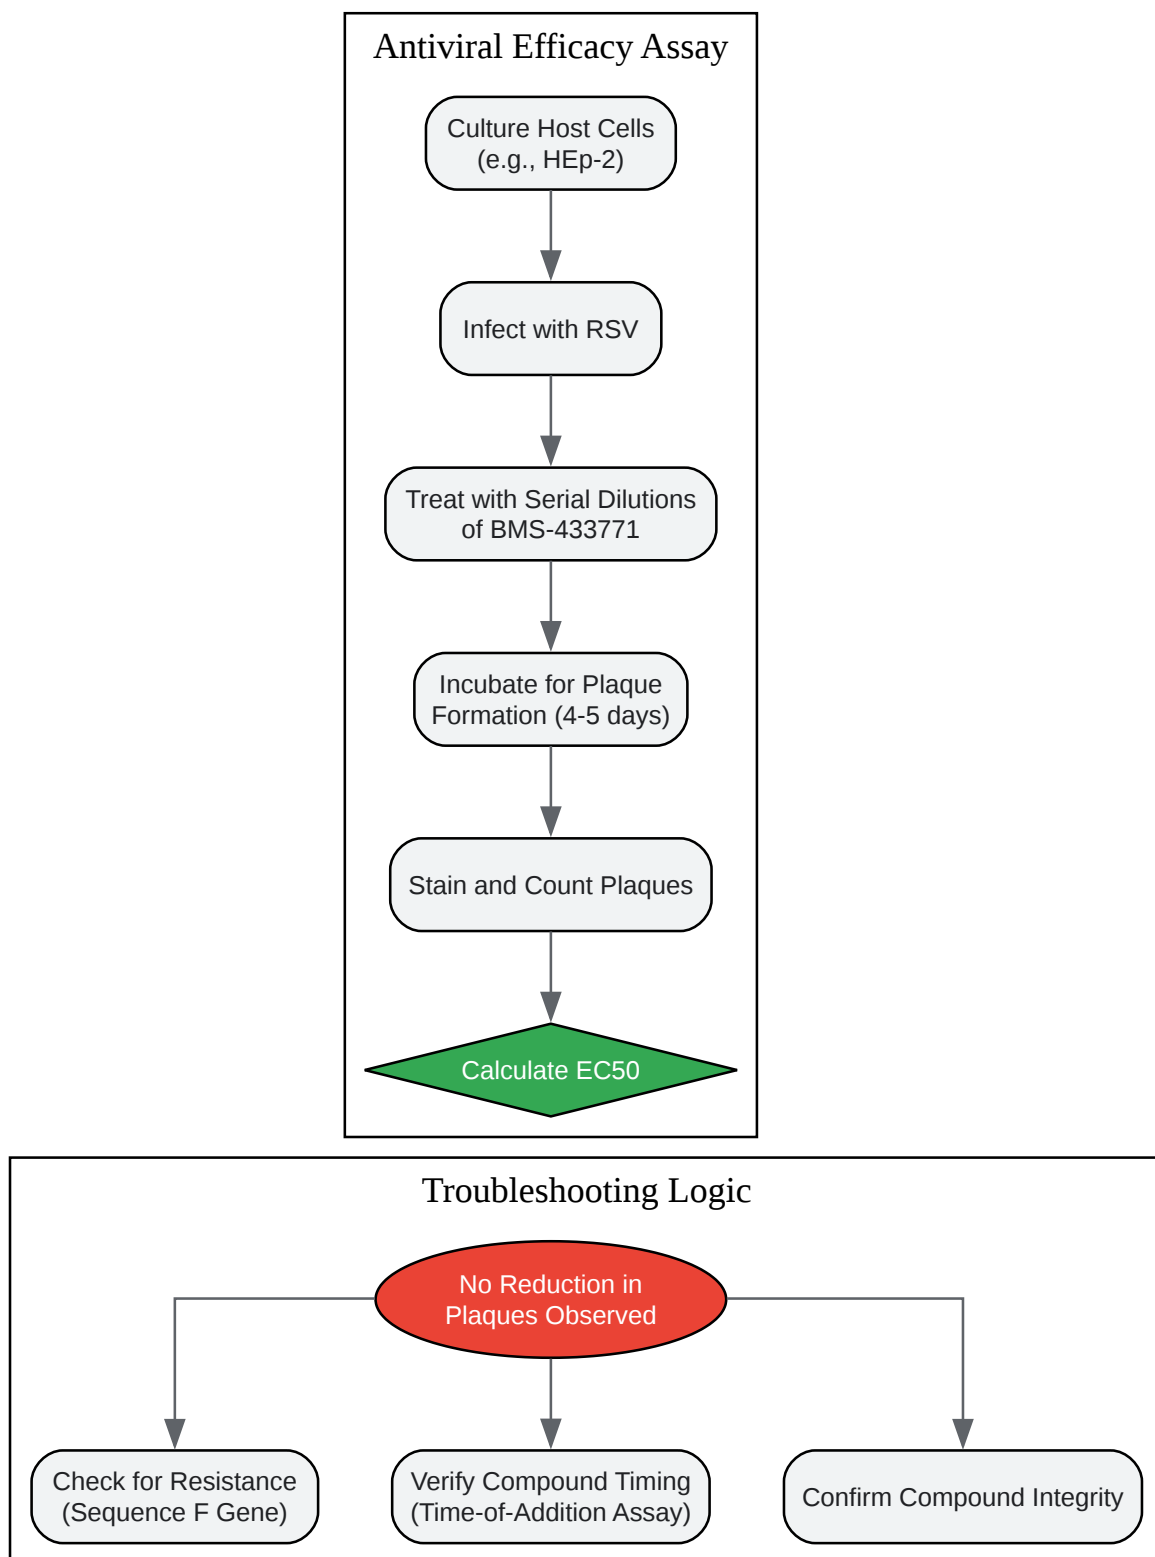 Antiviral Efficacy Assay
Culture Host Cells
(e.g., HEp-2)
Infect with RSV
Treat with Serial Dilutions
of BMS-433771
Incubate for Plaque
Formation (4-5 days)
Stain and Count Plaques
Calculate EC50
Troubleshooting Logic
No Reduction in
Plaques Observed
Check for Resistance
(Sequence F Gene)
Verify Compound Timing
(Time-of-Addition Assay)
Confirm Compound Integrity